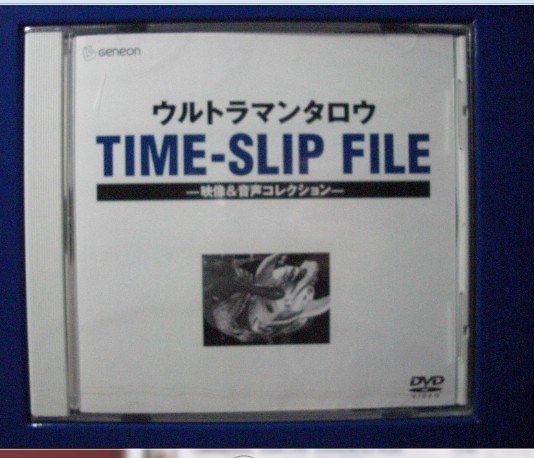 Geneon
ウルトラマンタロウ
TIME-SLIP FILE
―映像&音声コレクション―
DVD
VIDEO